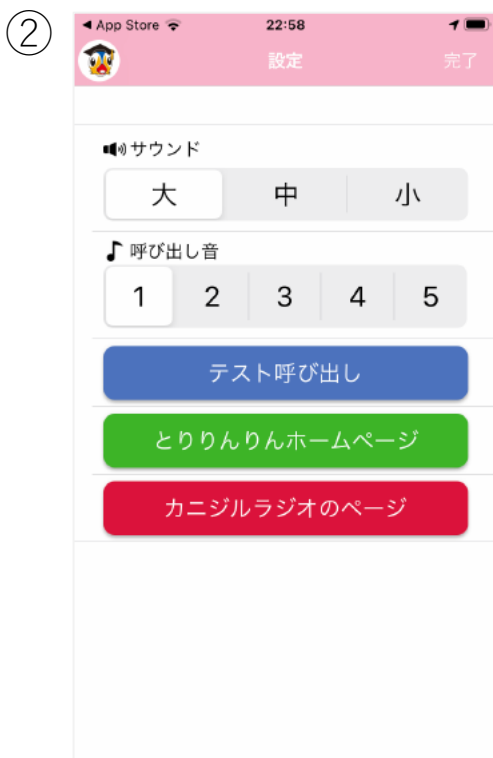 ②
◀ App Store 22:58
設定 完了
サウンド
大 中 小
呼び出し音
1 2 3 4 5
テスト呼び出し
とりりんりんホームページ
カニジルラジオのページ